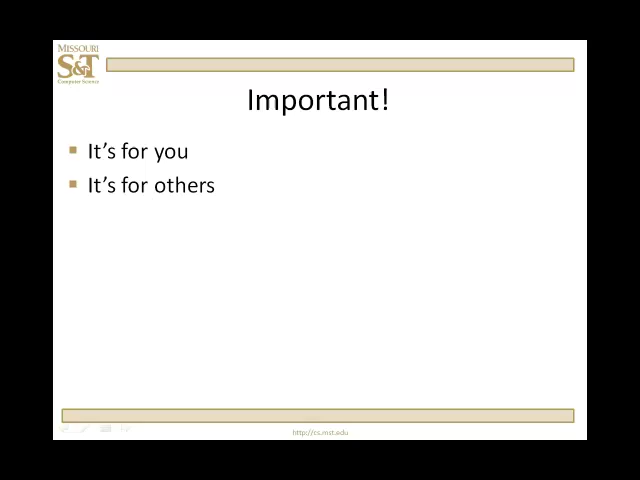 MISSOURI
S&T
Computer Science
Important!
It's for you
It's for others
http://cs.mst.edu